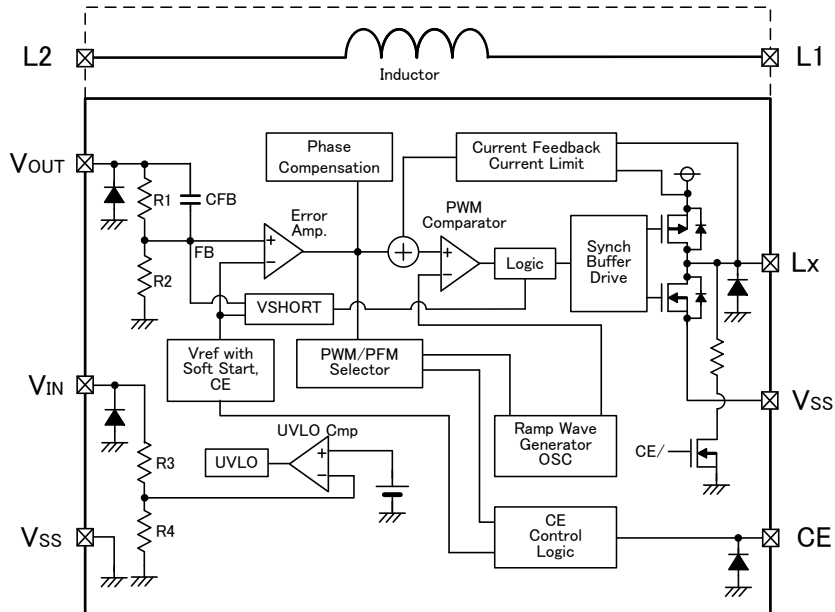 L2
L1
Inductor
VOUT
Phase
Compensation
Current Feedback
Current Limit
R1
CFB
Error
Amp.
PWM
Comparator
+
−
FB
+
+
−
Logic
Synch
Buffer
Drive
Lx
R2
VSHORT
Vref with
Soft Start,
CE
PWM/PFM
Selector
VIN
VSS
UVLO Cmp
Ramp Wave
Generator
OSC
CE/
R3
UVLO
+
−
VSS
R4
CE
Control
Logic
CE